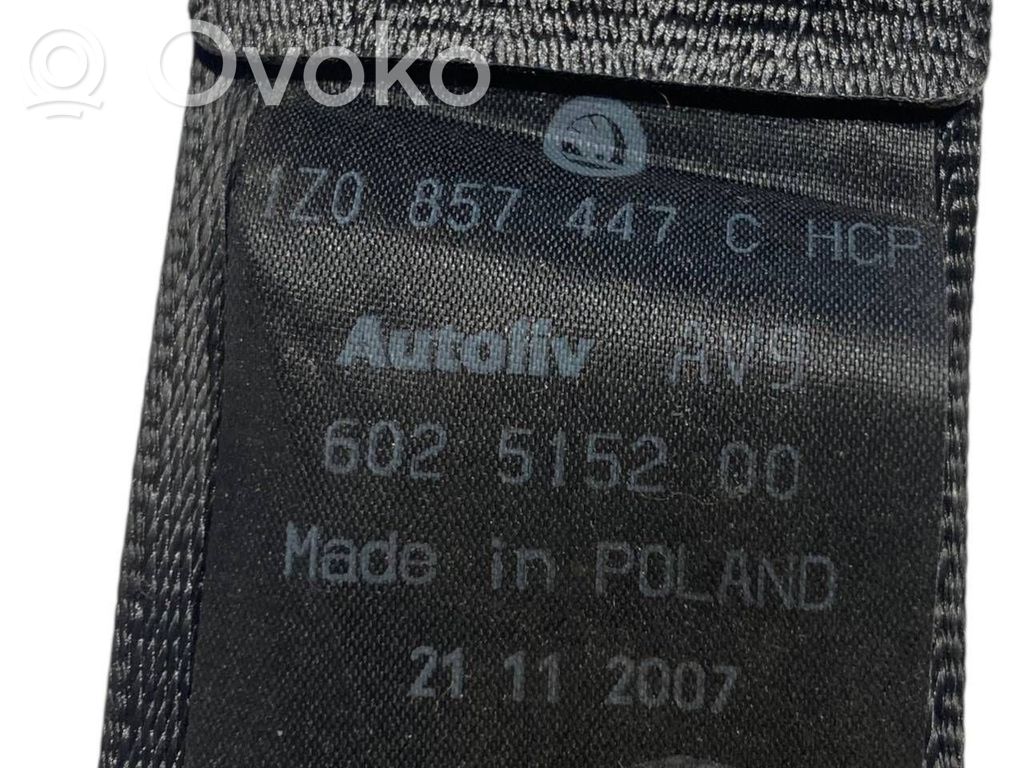 Ovoko
1Z0 857 447 C HCP
Autoliv AV9
602 5152 00
Made in POLAND
21 11 2007